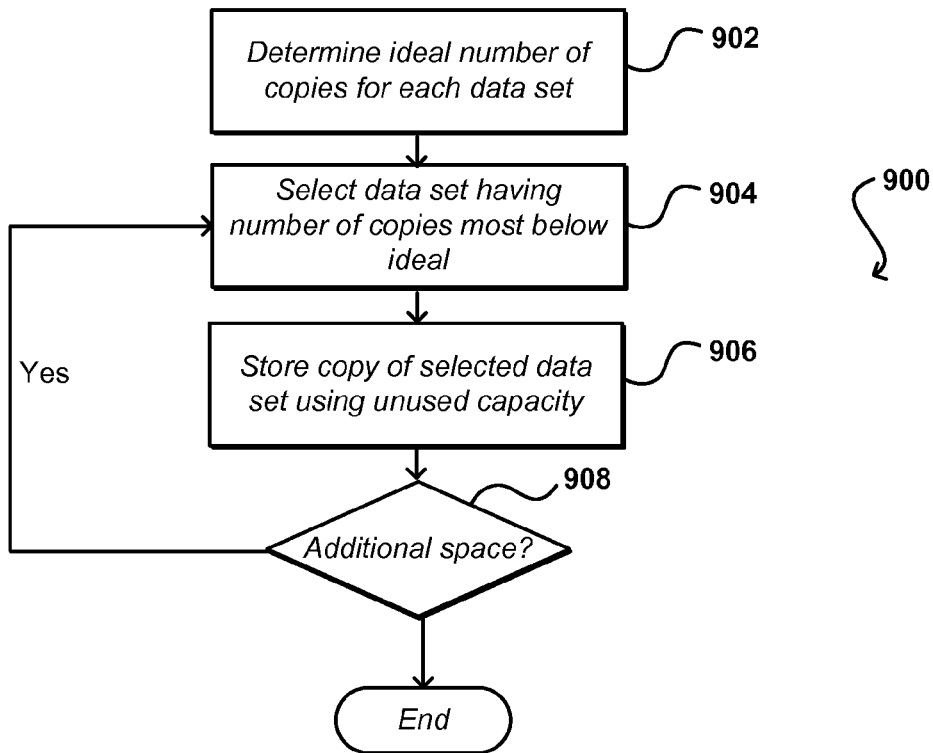 Determine ideal number of
copies for each data set
902
Select data set having
number of copies most below
ideal
904
900
Store copy of selected data
set using unused capacity
906
Yes
908
Additional space?
End